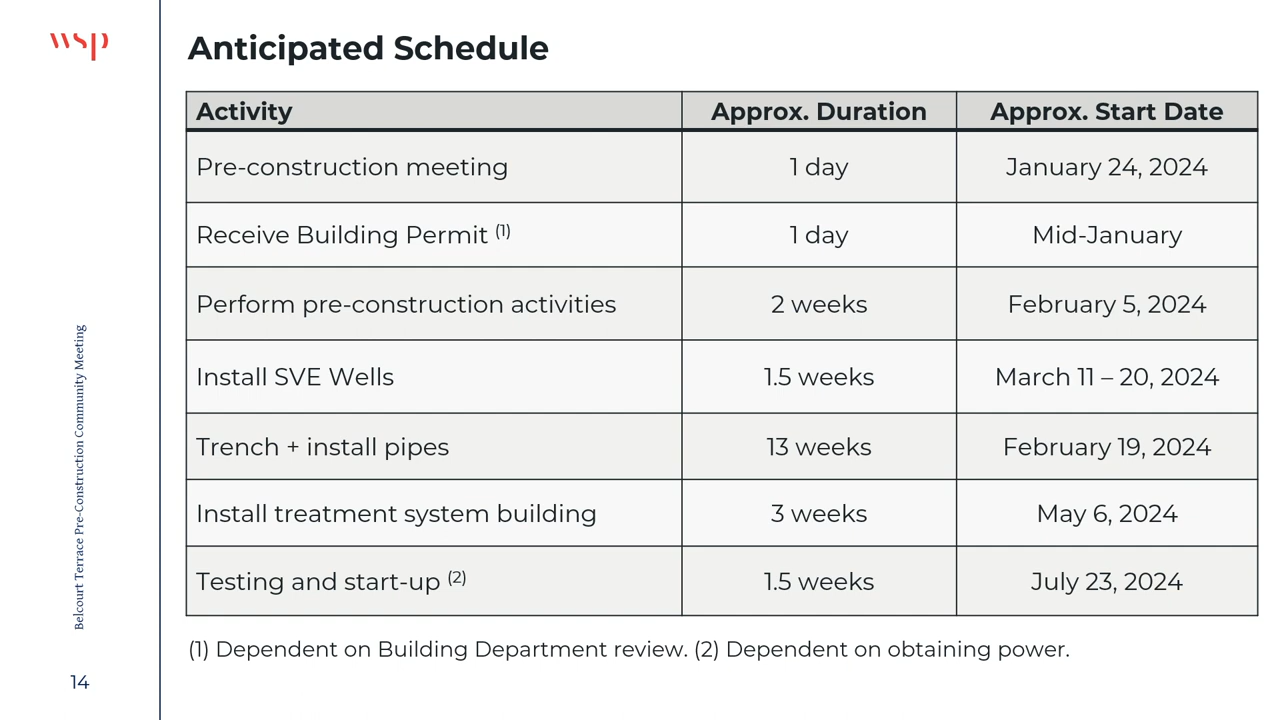 wsp
Anticipated Schedule
Activity Approx. Duration Approx. Start Date
Pre-construction meeting 1 day January 24, 2024
Receive Building Permit (1) 1 day Mid-January
Perform pre-construction activities 2 weeks February 5, 2024
Install SVE Wells 1.5 weeks March 11 – 20, 2024
Trench + install pipes 13 weeks February 19, 2024
Install treatment system building 3 weeks May 6, 2024
Testing and start-up (2) 1.5 weeks July 23, 2024
(1) Dependent on Building Department review. (2) Dependent on obtaining power.
Belcourt Terrace Pre-Construction Community Meeting
14